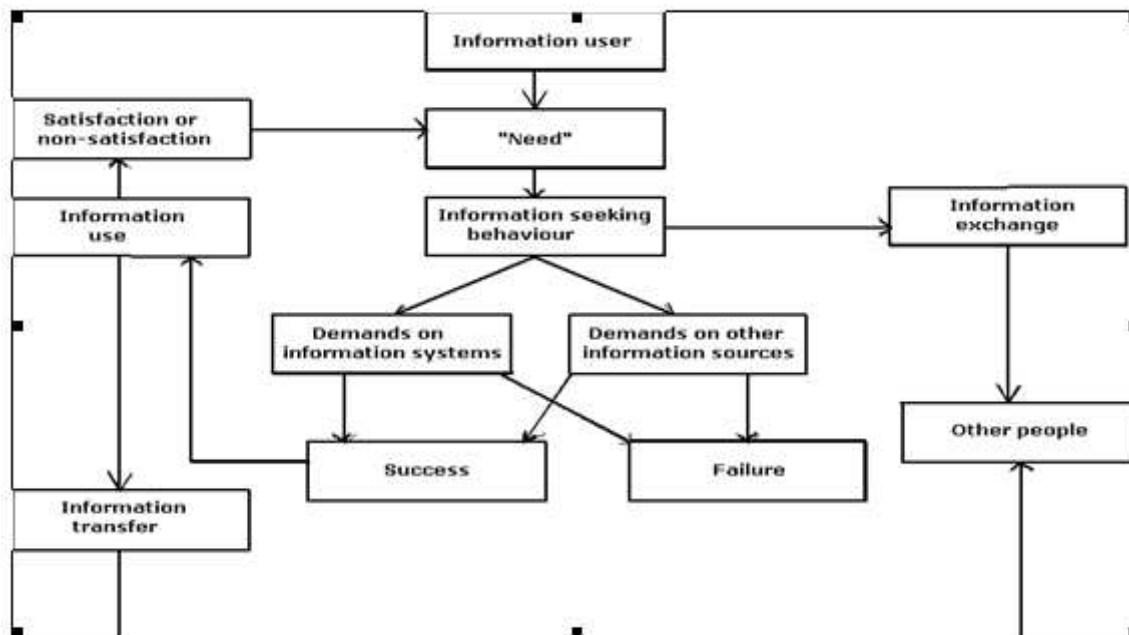 Information user
Satisfaction or
non-satisfaction
"Need"
Information
use
Information seeking
behaviour
Information
exchange
Demands on
information systems
Demands on other
information sources
Other people
Success
Failure
Information
transfer